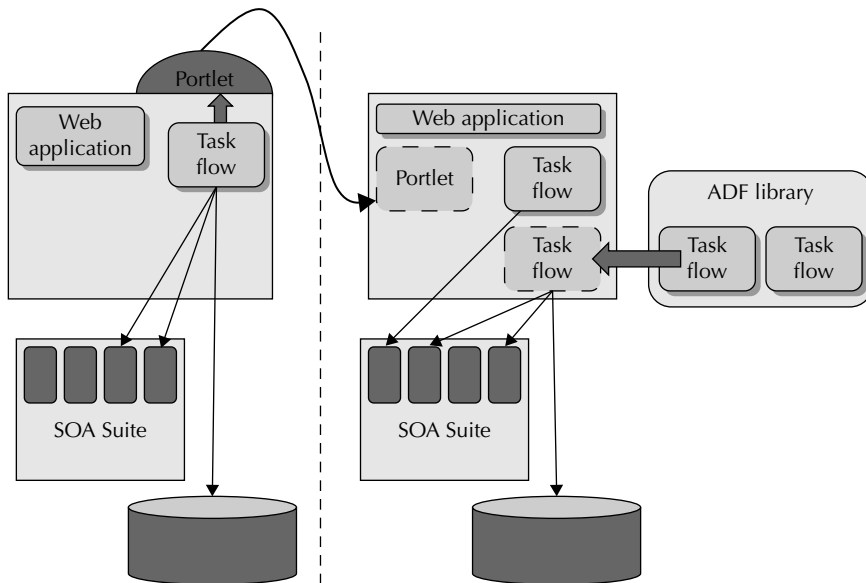 Portlet
Web
application
Task
flow
SOA Suite
Web application
Portlet
Task
flow
Task
flow
ADF library
Task
flow
Task
flow
SOA Suite